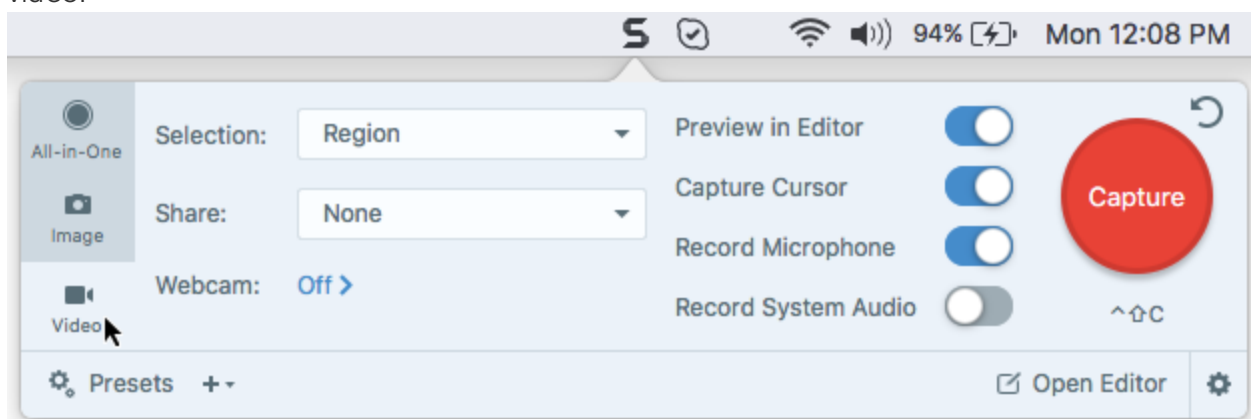 video.
S 94% Mon 12:08 PM
All-in-One
Image
Video
Selection: Region
Share: None
Webcam: Off >
Preview in Editor
Capture Cursor
Record Microphone
Record System Audio
Capture
^⇧C
Presets + Open Editor